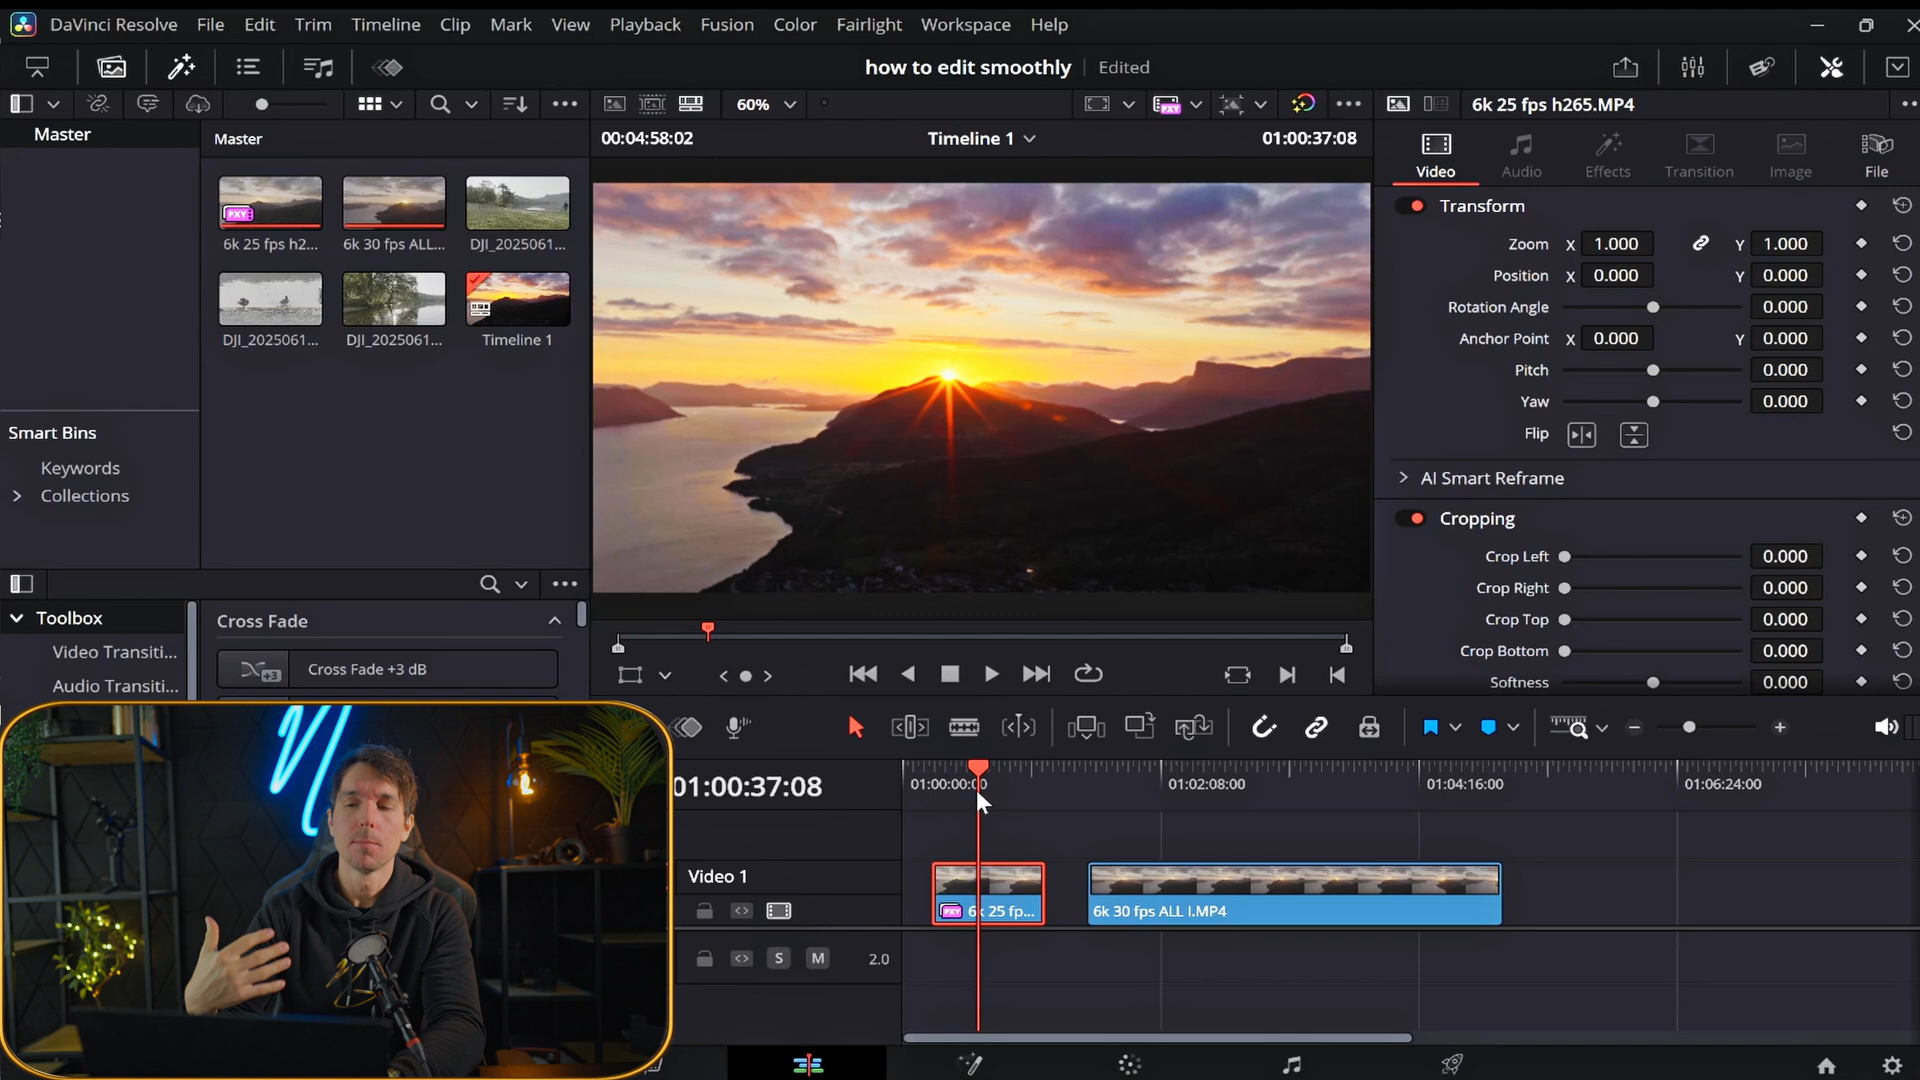 DaVinci Resolve File Edit Trim Timeline Clip Mark View Playback Fusion Color Fairlight Workspace Help
how to edit smoothly Edited
60%
6k 25 fps h265.MP4
Master
Master
00:04:58:02 Timeline 1 01:00:37:08
Video Audio Effects Transition Image File
PXY
6k 25 fps h2... 6k 30 fps ALL... DJI_2025061...
DJI_2025061... DJI_2025061... Timeline 1
Smart Bins
Keywords
Collections
Transform
Zoom X 1.000 Y 1.000
Position X 0.000 Y 0.000
Rotation Angle 0.000
Anchor Point X 0.000 Y 0.000
Pitch 0.000
Yaw 0.000
Flip
AI Smart Reframe
Cropping
Crop Left 0.000
Crop Right 0.000
Crop Top 0.000
Crop Bottom 0.000
Softness 0.000
Toolbox
Video Transiti...
Audio Transiti...
Cross Fade
+3 Cross Fade +3 dB
01:00:37:08
01:00:00:00 01:02:08:00 01:04:16:00 01:06:24:00
Video 1
PXY 6k 25 fp...
6k 30 fps ALL I.MP4
S M 2.0